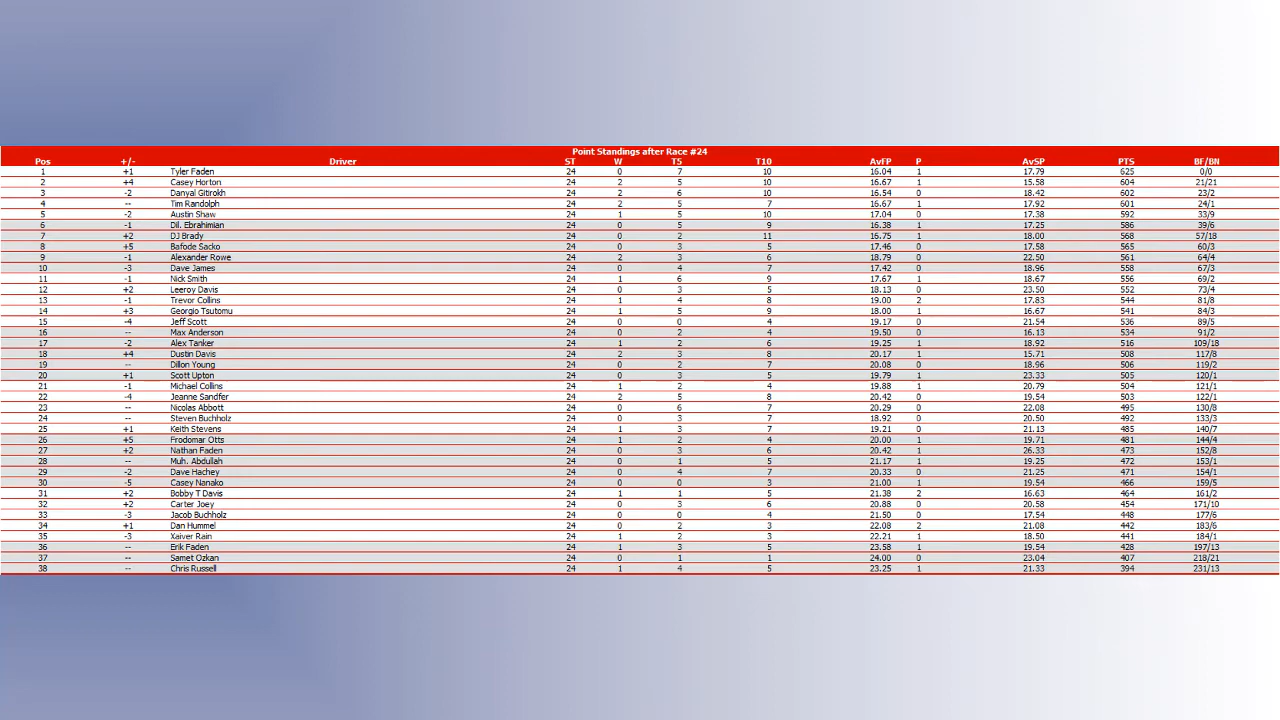 Point Standings after Race #24
Pos +/- Driver ST W T5 T10 AvFP P AvSP PTS BF/BN
1 +1 Tyler Faden 24 0 7 10 16.04 1 17.79 625 0/0
2 +4 Casey Horton 24 2 5 10 16.67 1 15.58 604 21/21
3 -2 Danyal Gitirokh 24 2 6 10 16.54 0 18.42 602 23/2
4 -- Tim Randolph 24 2 5 7 16.67 1 17.92 601 24/1
5 -2 Austin Shaw 24 1 5 10 17.04 0 17.38 592 33/9
6 -1 Dil. Ebrahimian 24 0 5 9 16.38 1 17.25 586 39/6
7 +2 DJ Brady 24 0 2 11 16.75 1 18.00 568 57/18
8 +5 Bafode Sacko 24 0 3 5 17.46 0 17.58 565 60/3
9 -1 Alexander Rowe 24 2 3 6 18.79 0 22.50 561 64/4
10 -3 Dave James 24 0 4 7 17.42 0 18.96 558 67/3
11 -1 Nick Smith 24 1 6 9 17.67 1 18.67 556 69/2
12 +2 Leeroy Davis 24 0 3 5 18.13 0 23.50 552 73/4
13 -1 Trevor Collins 24 1 4 8 19.00 2 17.83 544 81/8
14 +3 Georgio Tsutomu 24 1 5 9 18.00 1 16.67 541 84/3
15 -4 Jeff Scott 24 0 0 4 19.17 0 21.54 536 89/5
16 -- Max Anderson 24 0 2 4 19.50 0 16.13 534 91/2
17 -2 Alex Tanker 24 1 2 6 19.25 1 18.92 516 109/18
18 +4 Dustin Davis 24 2 3 8 20.17 1 15.71 508 117/8
19 -- Dillon Young 24 0 2 7 20.08 0 18.96 506 119/2
20 +1 Scott Upton 24 0 3 5 19.79 1 23.33 505 120/1
21 -1 Michael Collins 24 1 2 4 19.88 1 20.79 504 121/1
22 -4 Jeanne Sandfer 24 2 5 8 20.42 0 19.54 503 122/1
23 -- Nicolas Abbott 24 0 6 7 20.29 0 22.08 495 130/8
24 -- Steven Buchholz 24 0 3 7 18.92 0 20.50 492 133/3
25 +1 Keith Stevens 24 1 3 7 19.21 0 21.13 485 140/7
26 +5 Frodomar Otts 24 1 2 4 20.00 1 19.71 481 144/4
27 +2 Nathan Faden 24 0 3 6 20.42 1 26.33 473 152/8
28 -- Muh. Abdullah 24 0 1 5 21.17 1 19.25 472 153/1
29 -2 Dave Hachey 24 0 4 7 20.33 0 21.25 471 154/1
30 -5 Casey Nanako 24 0 0 3 21.00 1 19.54 466 159/5
31 +2 Bobby T Davis 24 1 1 5 21.38 2 16.63 464 161/2
32 +2 Carter Joey 24 0 3 6 20.88 0 20.58 454 171/10
33 -3 Jacob Buchholz 24 0 0 4 21.50 0 17.54 448 177/6
34 +1 Dan Hummel 24 0 2 3 22.08 2 21.08 442 183/6
35 -3 Xaiver Rain 24 1 2 3 22.21 1 18.50 441 184/1
36 -- Erik Faden 24 1 3 5 23.58 1 19.54 428 197/13
37 -- Samet Ozkan 24 0 1 1 24.00 0 23.04 407 218/21
38 -- Chris Russell 24 1 4 5 23.25 1 21.33 394 231/13